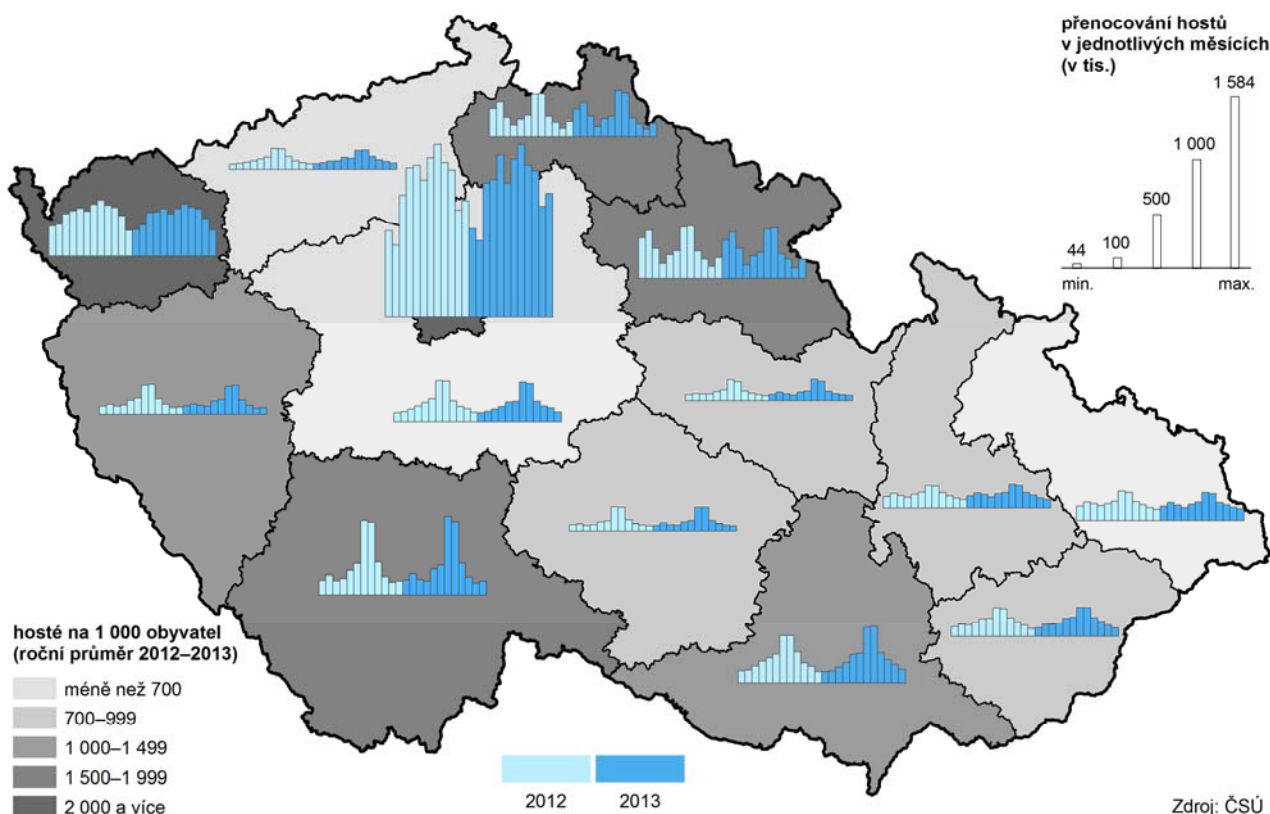 přenocování hostů
v jednotlivých měsících
(v tis.)
1 584
1 000
500
100
44
min.
max.
hosté na 1 000 obyvatel
(roční průměr 2012–2013)
méně než 700
700–999
1 000–1 499
1 500–1 999
2 000 a více
2012
2013
Zdroj: ČSÚ